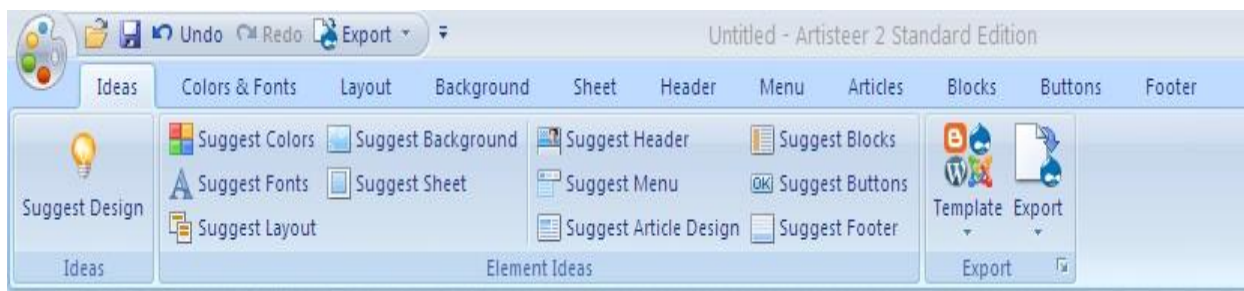 Undo Redo Export Untitled - Artisteer 2 Standard Edition
Ideas Colors & Fonts Layout Background Sheet Header Menu Articles Blocks Buttons Footer
Suggest Colors Suggest Background Suggest Header Suggest Blocks
Suggest Fonts Suggest Sheet Suggest Menu OK Suggest Buttons
Suggest Design Template Export
Suggest Layout Suggest Article Design Suggest Footer
Ideas Element Ideas Export